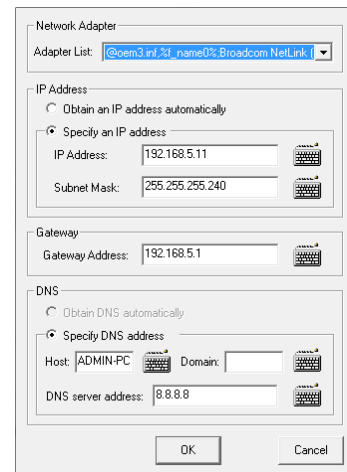 Network Adapter
Adapter List: @oem3.inf,%f_name0%;Broadcom NetLink (
IP Address
Obtain an IP address automatically
Specify an IP address
IP Address: 192.168.5.11
Subnet Mask: 255.255.255.240
Gateway
Gateway Address: 192.168.5.1
DNS
Obtain DNS automatically
Specify DNS address
Host: ADMIN-PC Domain:
DNS server address: 8.8.8.8
OK Cancel